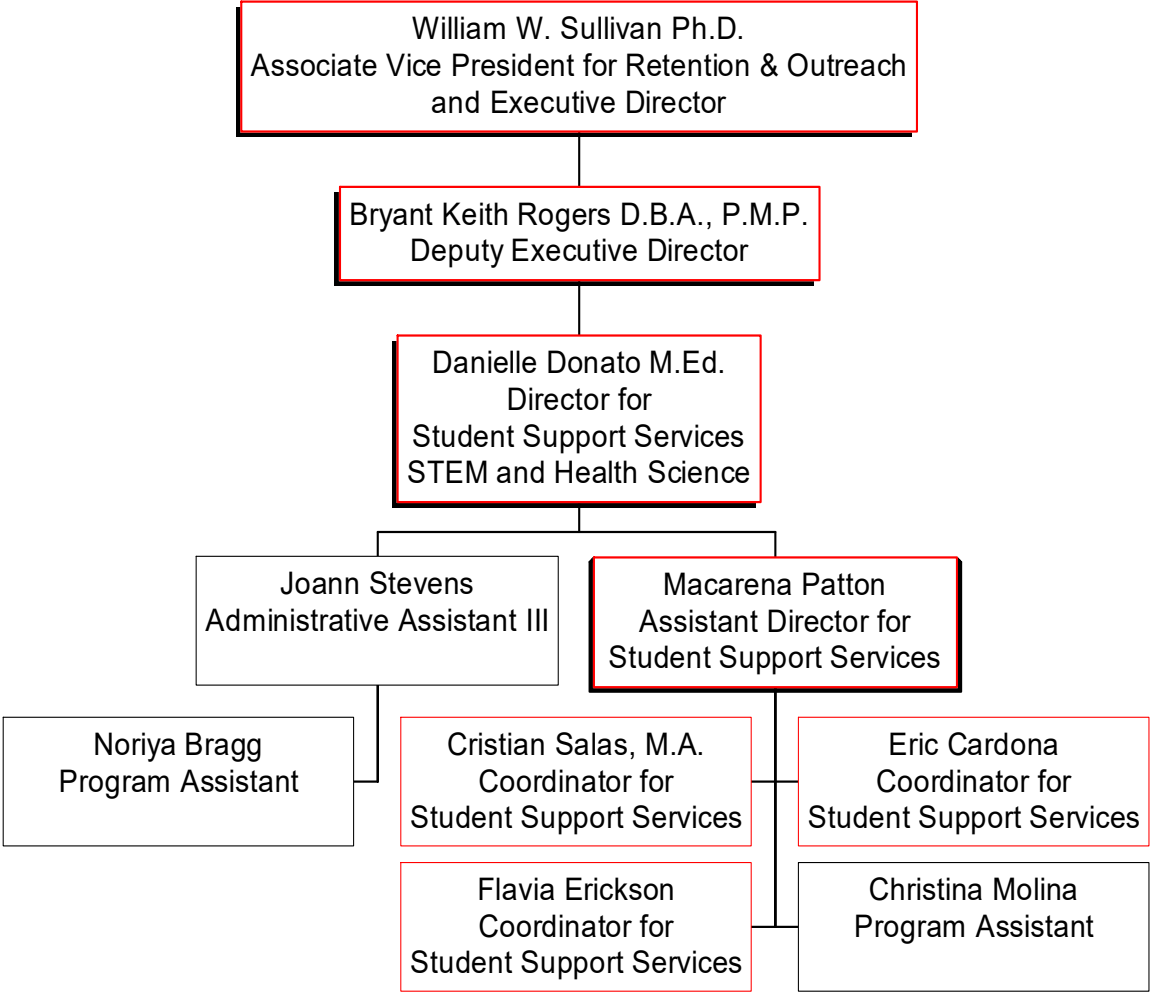 William W. Sullivan Ph.D.
Associate Vice President for Retention & Outreach
and Executive Director
Bryant Keith Rogers D.B.A., P.M.P.
Deputy Executive Director
Danielle Donato M.Ed.
Director for
Student Support Services
STEM and Health Science
Joann Stevens
Administrative Assistant III
Macarena Patton
Assistant Director for
Student Support Services
Noriya Bragg
Program Assistant
Cristian Salas, M.A.
Coordinator for
Student Support Services
Eric Cardona
Coordinator for
Student Support Services
Flavia Erickson
Coordinator for
Student Support Services
Christina Molina
Program Assistant